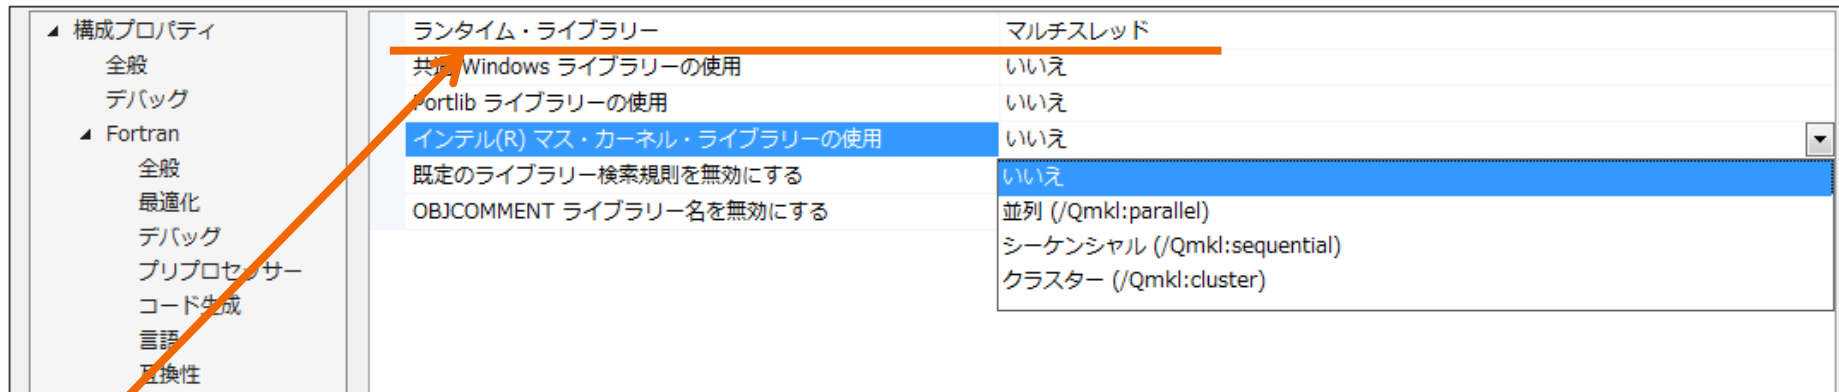 構成プロパティ
全般
デバッグ
Fortran
全般
最適化
デバッグ
プリプロセッサー
コード生成
言語
互換性
ランタイム・ライブラリー マルチスレッド
共通 Windows ライブラリーの使用 いいえ
Portlib ライブラリーの使用 いいえ
インテル(R) マス・カーネル・ライブラリーの使用 いいえ
既定のライブラリー検索規則を無効にする いいえ
OBJCOMMENT ライブラリー名を無効にする 並列 (/Qmkl:parallel)
シーケンシャル (/Qmkl:sequential)
クラスター (/Qmkl:cluster)